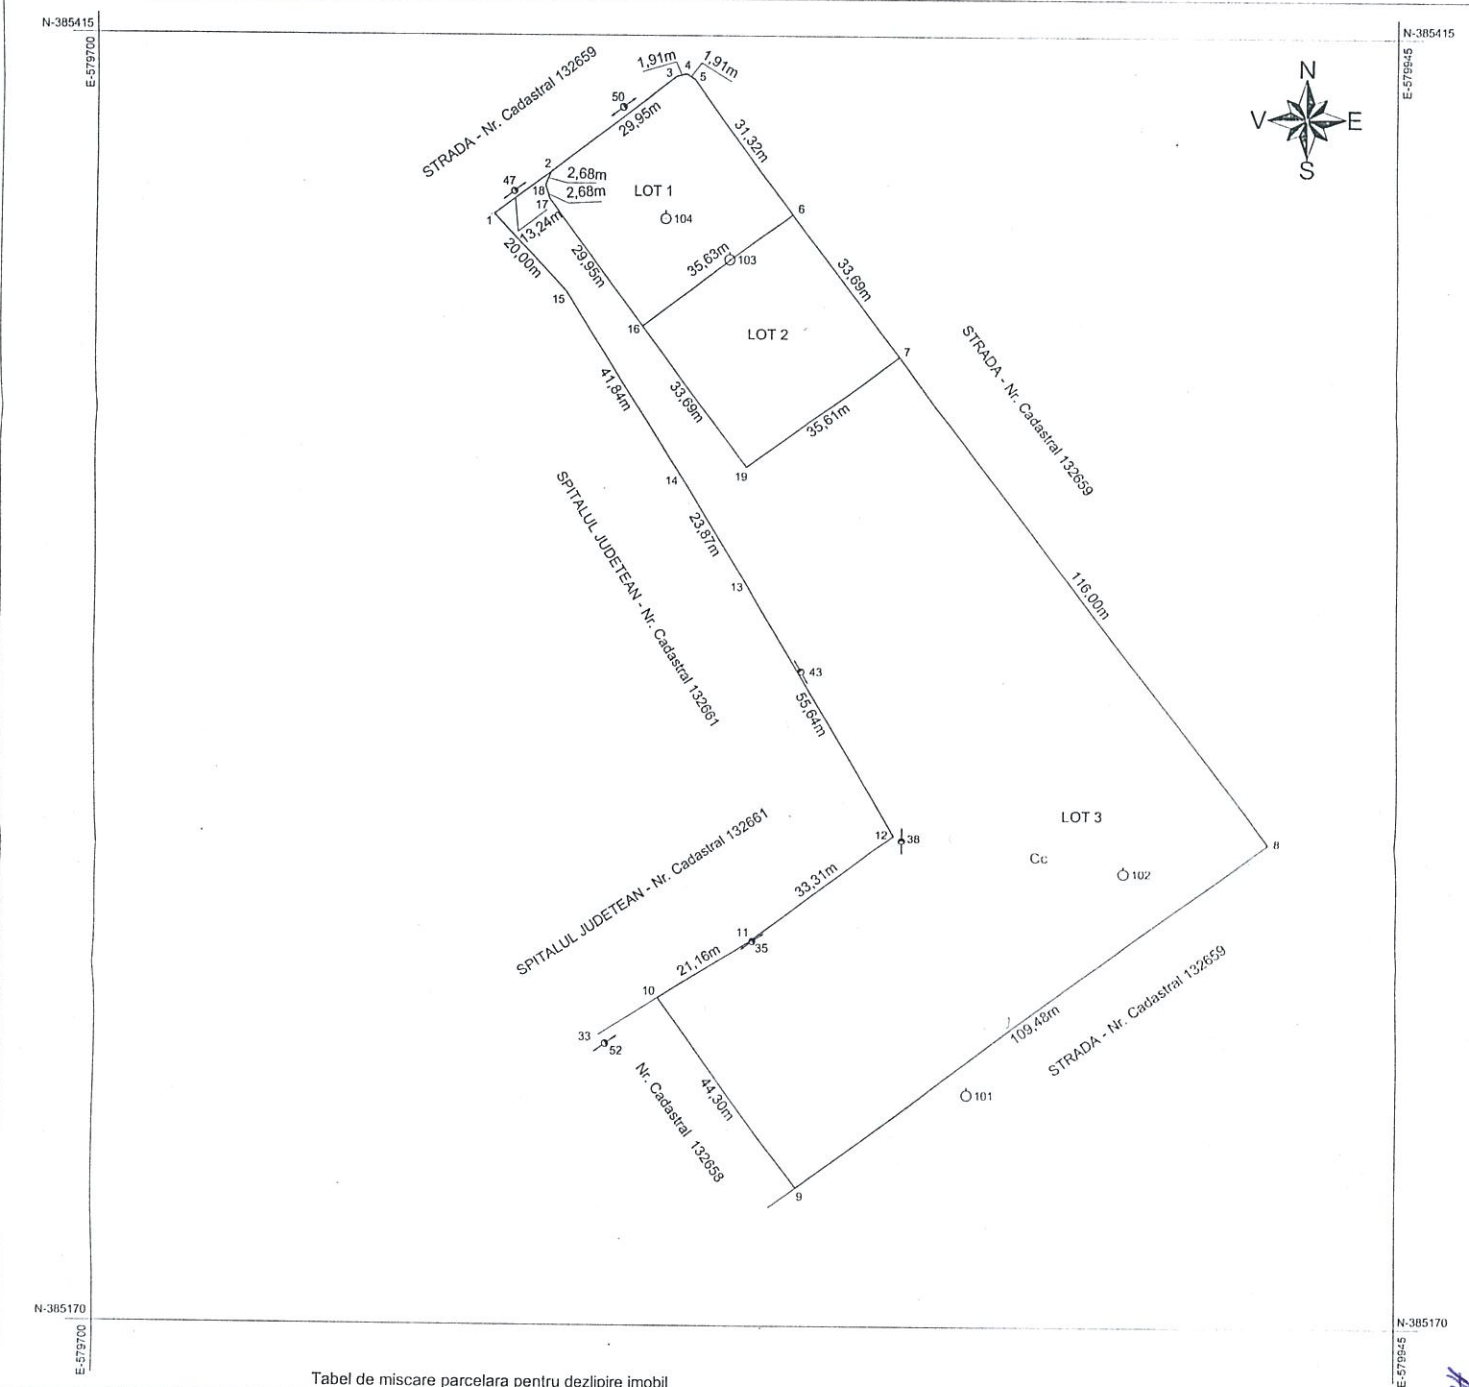 N-385415
N-385415
E-579700
E-579945
N
V
E
S
STRADA - Nr. Cadastral 132659
1,91m
3
4
5
1,91m
50
29,95m
31,32m
2
47
18
2,68m
2,68m
17
1
13,24m
LOT 1
104
6
20,00m
29,95m
35,63m
103
33,69m
15
16
LOT 2
7
STRADA - Nr. Cadastral 132659
41,84m
33,69m
35,61m
14
19
SPITALUL JUDETEAN - Nr. Cadastral 132661
23,87m
13
116,00m
43
55,64m
LOT 3
12
38
8
Cc
102
SPITALUL JUDETEAN - Nr. Cadastral 132661
33,31m
11
35
21,16m
10
33
52
109,48m
STRADA - Nr. Cadastral 132659
Nr. Cadastral 132658
44,30m
101
9
N-385170
N-385170
E-579700
E-579945
Tabel de miscare parcelara pentru dezlipire imobil